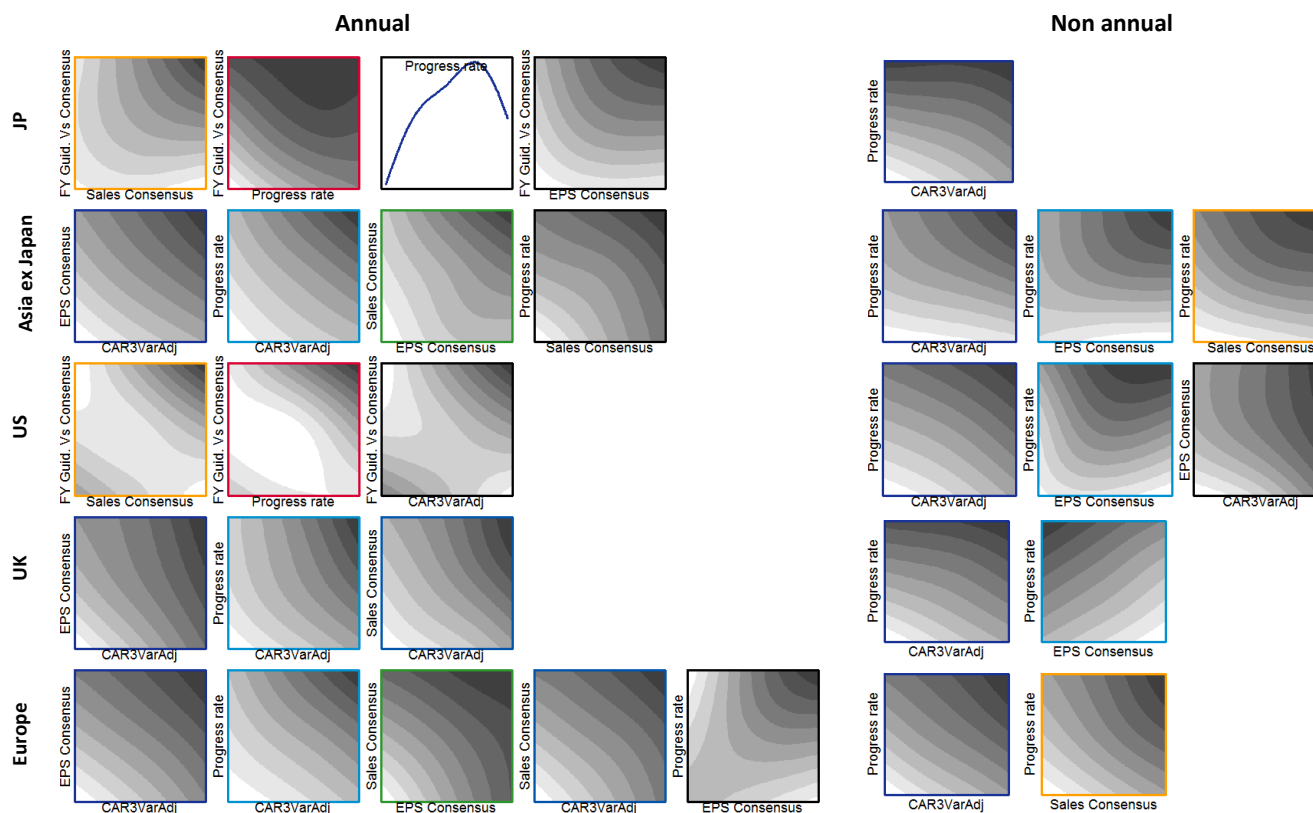 Annual
Non annual
JP
FY Guid. Vs Consensus
Sales Consensus
FY Guid. Vs Consensus
Progress rate
Progress rate
FY Guid. Vs Consensus
EPS Consensus
Progress rate
CAR3VarAdj
Asia ex Japan
EPS Consensus
CAR3VarAdj
Progress rate
CAR3VarAdj
Sales Consensus
EPS Consensus
Progress rate
Sales Consensus
Progress rate
CAR3VarAdj
Progress rate
EPS Consensus
Progress rate
Sales Consensus
US
FY Guid. Vs Consensus
Sales Consensus
FY Guid. Vs Consensus
Progress rate
FY Guid. Vs Consensus
CAR3VarAdj
Progress rate
CAR3VarAdj
Progress rate
EPS Consensus
EPS Consensus
CAR3VarAdj
UK
EPS Consensus
CAR3VarAdj
Progress rate
CAR3VarAdj
Sales Consensus
CAR3VarAdj
Progress rate
CAR3VarAdj
Progress rate
EPS Consensus
Europe
EPS Consensus
CAR3VarAdj
Progress rate
CAR3VarAdj
Sales Consensus
EPS Consensus
Sales Consensus
CAR3VarAdj
Progress rate
EPS Consensus
Progress rate
CAR3VarAdj
Progress rate
Sales Consensus